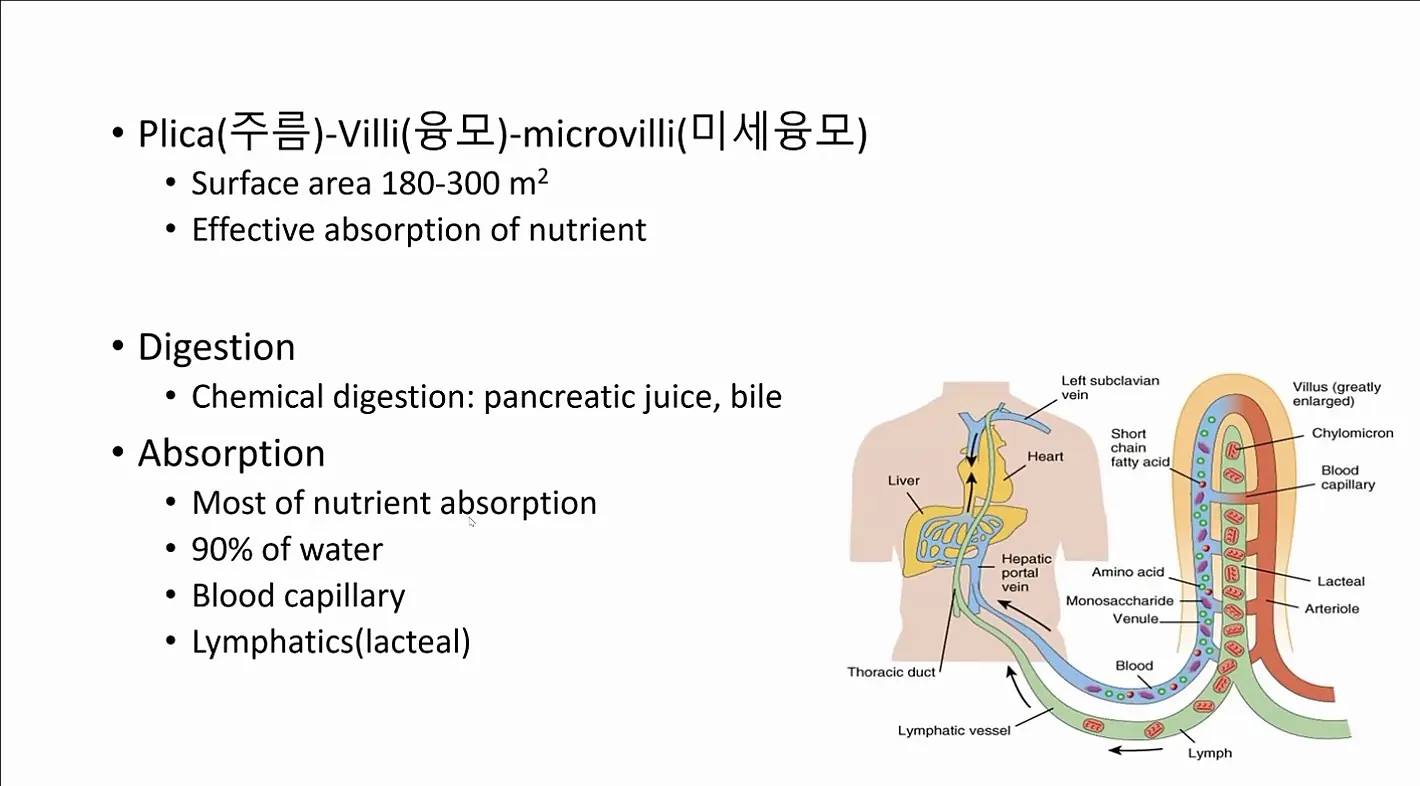 • Plica(주름)-Villi(융모)-microvilli(미세융모)
• Surface area 180-300 m²
• Effective absorption of nutrient
• Digestion
• Chemical digestion: pancreatic juice, bile
• Absorption
• Most of nutrient absorption
• 90% of water
• Blood capillary
• Lymphatics(lacteal)
Left subclavian
vein
Heart
Liver
Hepatic
portal
vein
Thoracic duct
Lymphatic vessel
Villus (greatly
enlarged)
Chylomicron
Short
chain
fatty acid
Blood
capillary
Amino acid
Monosaccharide
Venule
Lacteal
Arteriole
Blood
Lymph